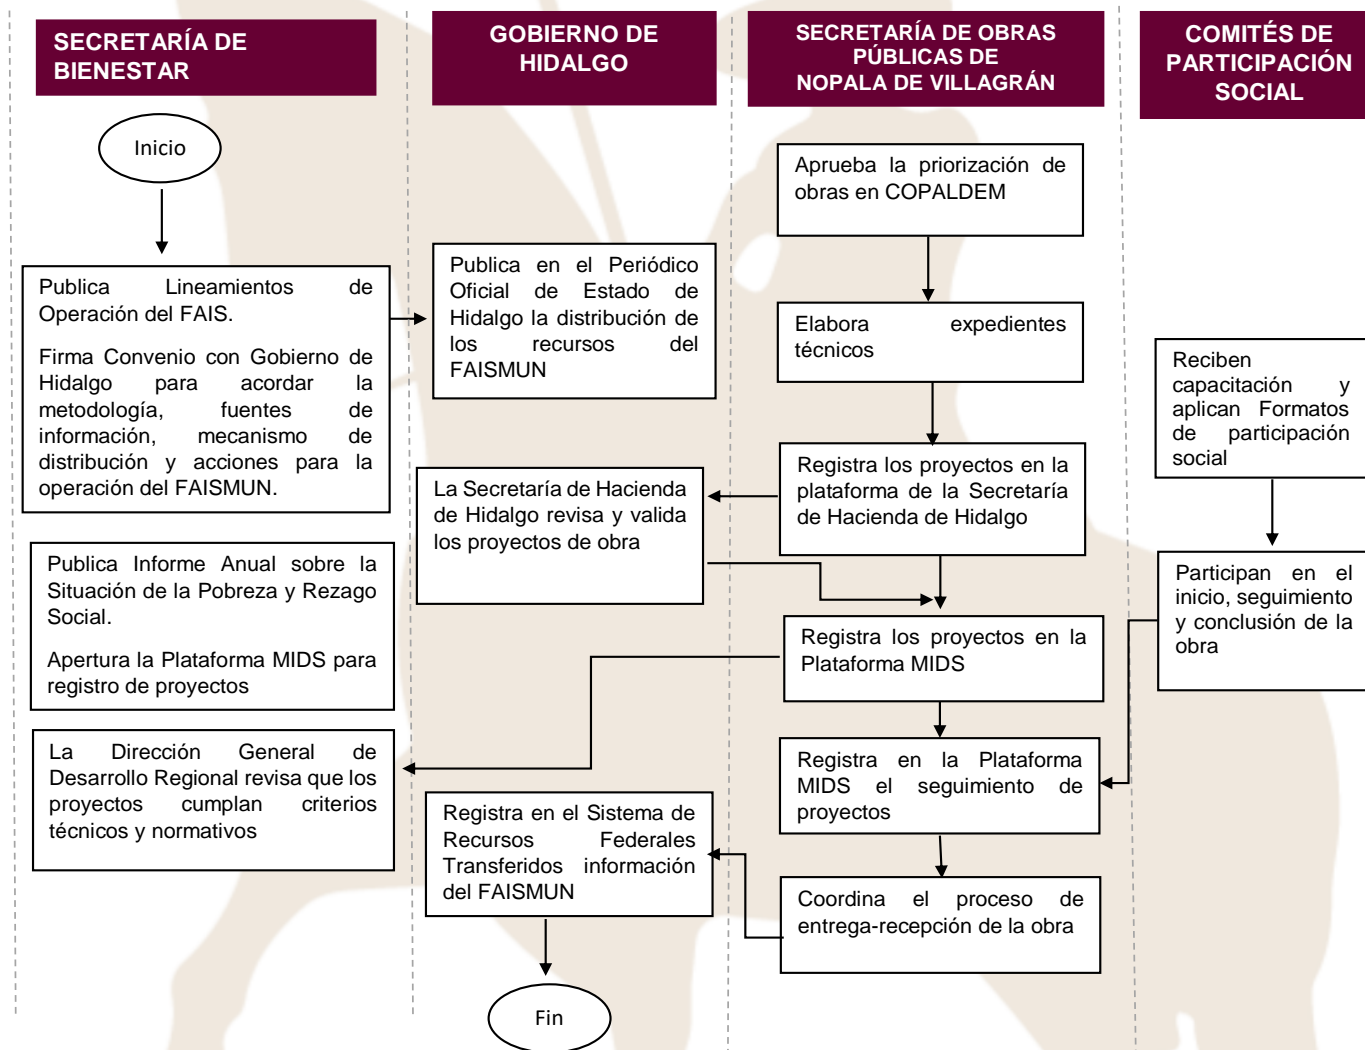 SECRETARÍA DE
BIENESTAR
GOBIERNO DE
HIDALGO
SECRETARÍA DE OBRAS
PÚBLICAS DE
NOPALA DE VILLAGRÁN
COMITÉS DE
PARTICIPACIÓN
SOCIAL
Inicio
Publica Lineamientos de
Operación del FAIS.
Firma Convenio con Gobierno de
Hidalgo para acordar la
metodología, fuentes de
información, mecanismo de
distribución y acciones para la
operación del FAISMUN.
Publica Informe Anual sobre la
Situación de la Pobreza y Rezago
Social.
Apertura la Plataforma MIDS para
registro de proyectos
La Dirección General de
Desarrollo Regional revisa que los
proyectos cumplan criterios
técnicos y normativos
Publica en el Periódico
Oficial de Estado de
Hidalgo la distribución de
los recursos del
FAISMUN
La Secretaría de Hacienda
de Hidalgo revisa y valida
los proyectos de obra
Registra en el Sistema de
Recursos Federales
Transferidos información
del FAISMUN
Fin
Aprueba la priorización de
obras en COPALDEM
Elabora expedientes
técnicos
Registra los proyectos en la
plataforma de la Secretaría
de Hacienda de Hidalgo
Registra los proyectos en la
Plataforma MIDS
Registra en la Plataforma
MIDS el seguimiento de
proyectos
Coordina el proceso de
entrega-recepción de la obra
Reciben
capacitación y
aplican Formatos
de participación
social
Participan en el
inicio, seguimiento
y conclusión de la
obra